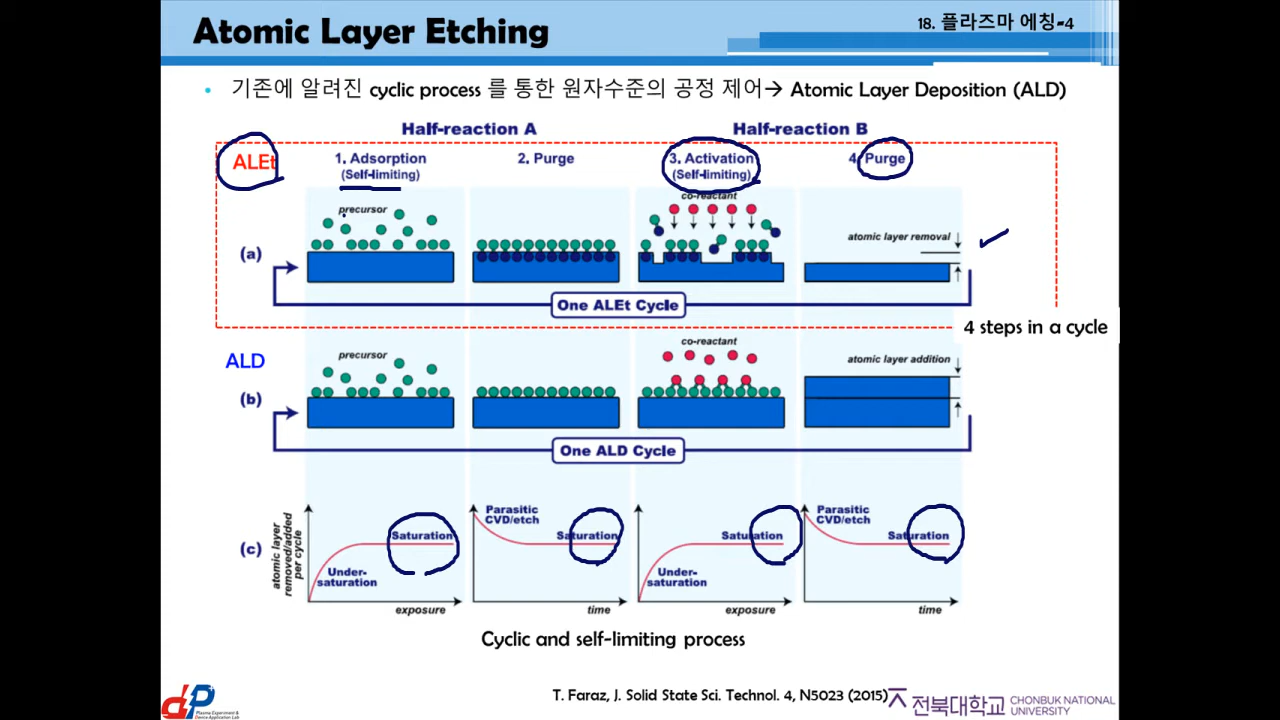 Atomic Layer Etching
18. 플라즈마 에칭-4
• 기존에 알려진 cyclic process 를 통한 원자수준의 공정 제어→ Atomic Layer Deposition (ALD)
Half-reaction A
Half-reaction B
ALEt
1. Adsorption
(Self-limiting)
2. Purge
3. Activation
(Self-limiting)
4. Purge
precursor
co-reactant
atomic layer removal
(a)
One ALEt Cycle
4 steps in a cycle
ALD
precursor
co-reactant
atomic layer addition
(b)
One ALD Cycle
(c)
atomic layer
removed/added
per cycle
Saturation
Under-
saturation
exposure
Parasitic
CVD/etch
Saturation
time
Saturation
Under-
saturation
exposure
Parasitic
CVD/etch
Saturation
time
Cyclic and self-limiting process
T. Faraz, J. Solid State Sci. Technol. 4, N5023 (2015)
dP
Plasma Experiment &
Device Application Lab
전북대학교
CHONBUK NATIONAL
UNIVERSITY